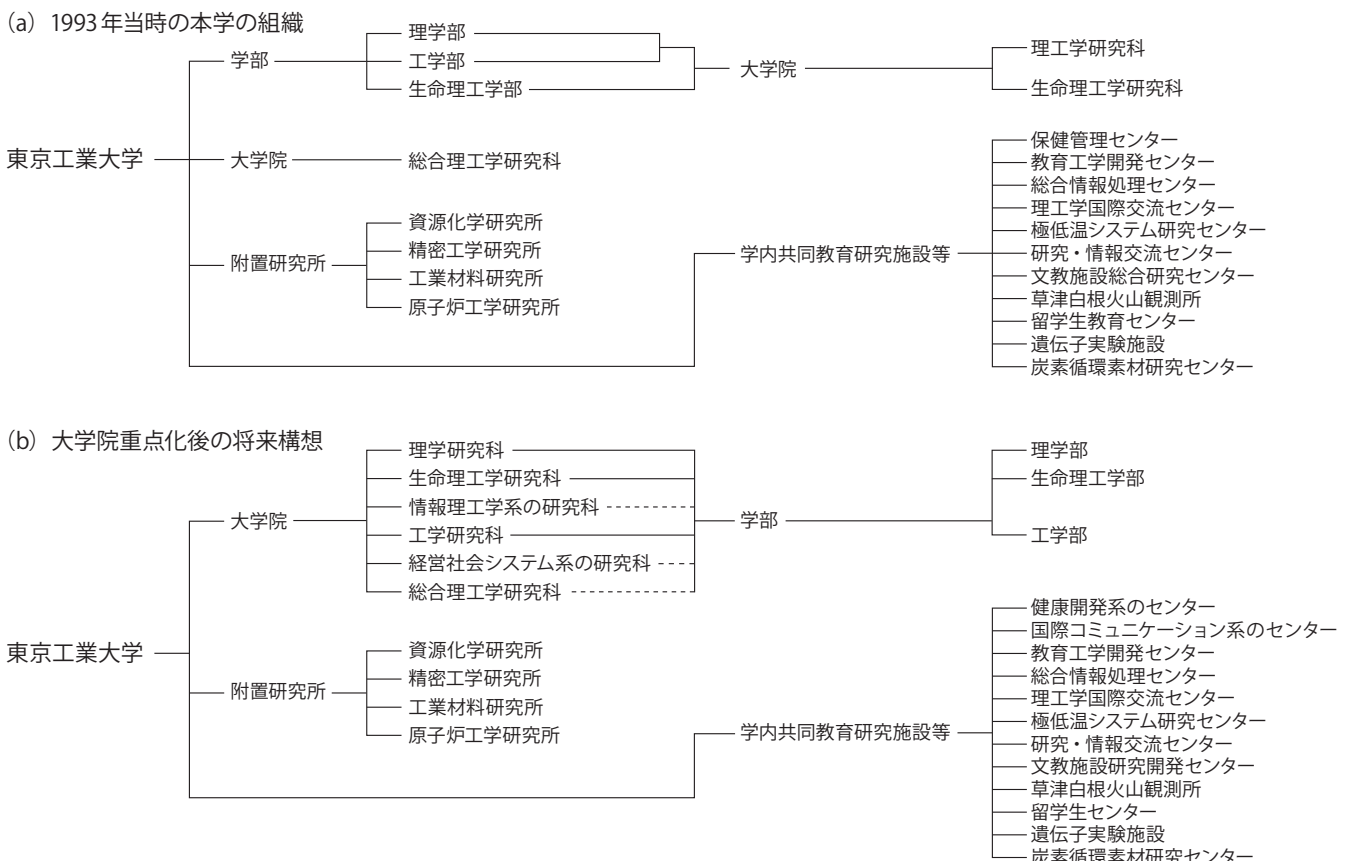 (a) 1993年当時の本学の組織
東京工業大学
学部
理学部
工学部
生命理工学部
大学院
理工学研究科
生命理工学研究科
大学院
総合理工学研究科
附置研究所
資源化学研究所
精密工学研究所
工業材料研究所
原子炉工学研究所
学内共同教育研究施設等
保健管理センター
教育工学開発センター
総合情報処理センター
理工学国際交流センター
極低温システム研究センター
研究・情報交流センター
文教施設総合研究センター
草津白根火山観測所
留学生教育センター
遺伝子実験施設
炭素循環素材研究センター
(b) 大学院重点化後の将来構想
東京工業大学
大学院
理学研究科
生命理工学研究科
情報理工学系の研究科
工学研究科
経営社会システム系の研究科
総合理工学研究科
学部
理学部
生命理工学部
工学部
附置研究所
資源化学研究所
精密工学研究所
工業材料研究所
原子炉工学研究所
学内共同教育研究施設等
健康開発系のセンター
国際コミュニケーション系のセンター
教育工学開発センター
総合情報処理センター
理工学国際交流センター
極低温システム研究センター
研究・情報交流センター
文教施設研究開発センター
草津白根火山観測所
留学生センター
遺伝子実験施設
炭素循環素材研究センター